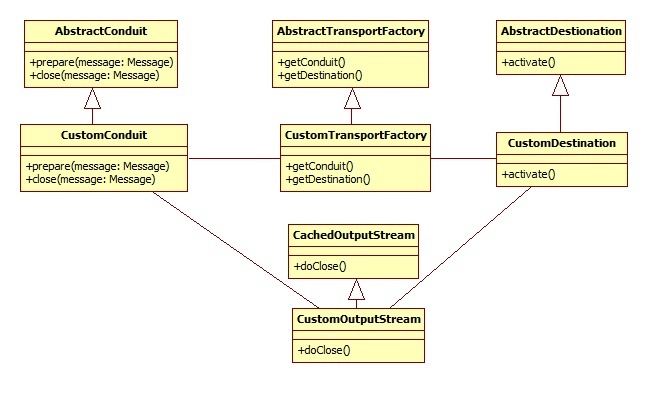 AbstractConduit
+prepare(message: Message)
+close(message: Message)
AbstractTransportFactory
+getConduit()
+getDestination()
AbstractDestionation
+activate()
CustomConduit
+prepare(message: Message)
+close(message: Message)
CustomTransportFactory
+getConduit()
+getDestination()
CustomDestination
+activate()
CachedOutputStream
+doClose()
CustomOutputStream
+doClose()